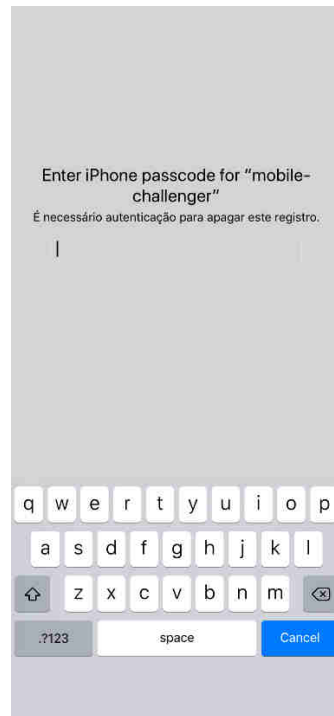 Enter iPhone passcode for “mobile-
challenger”
É necessário autenticação para apagar este registro.
q w e r t y u i o p
a s d f g h j k l
z x c v b n m
.?123 space Cancel